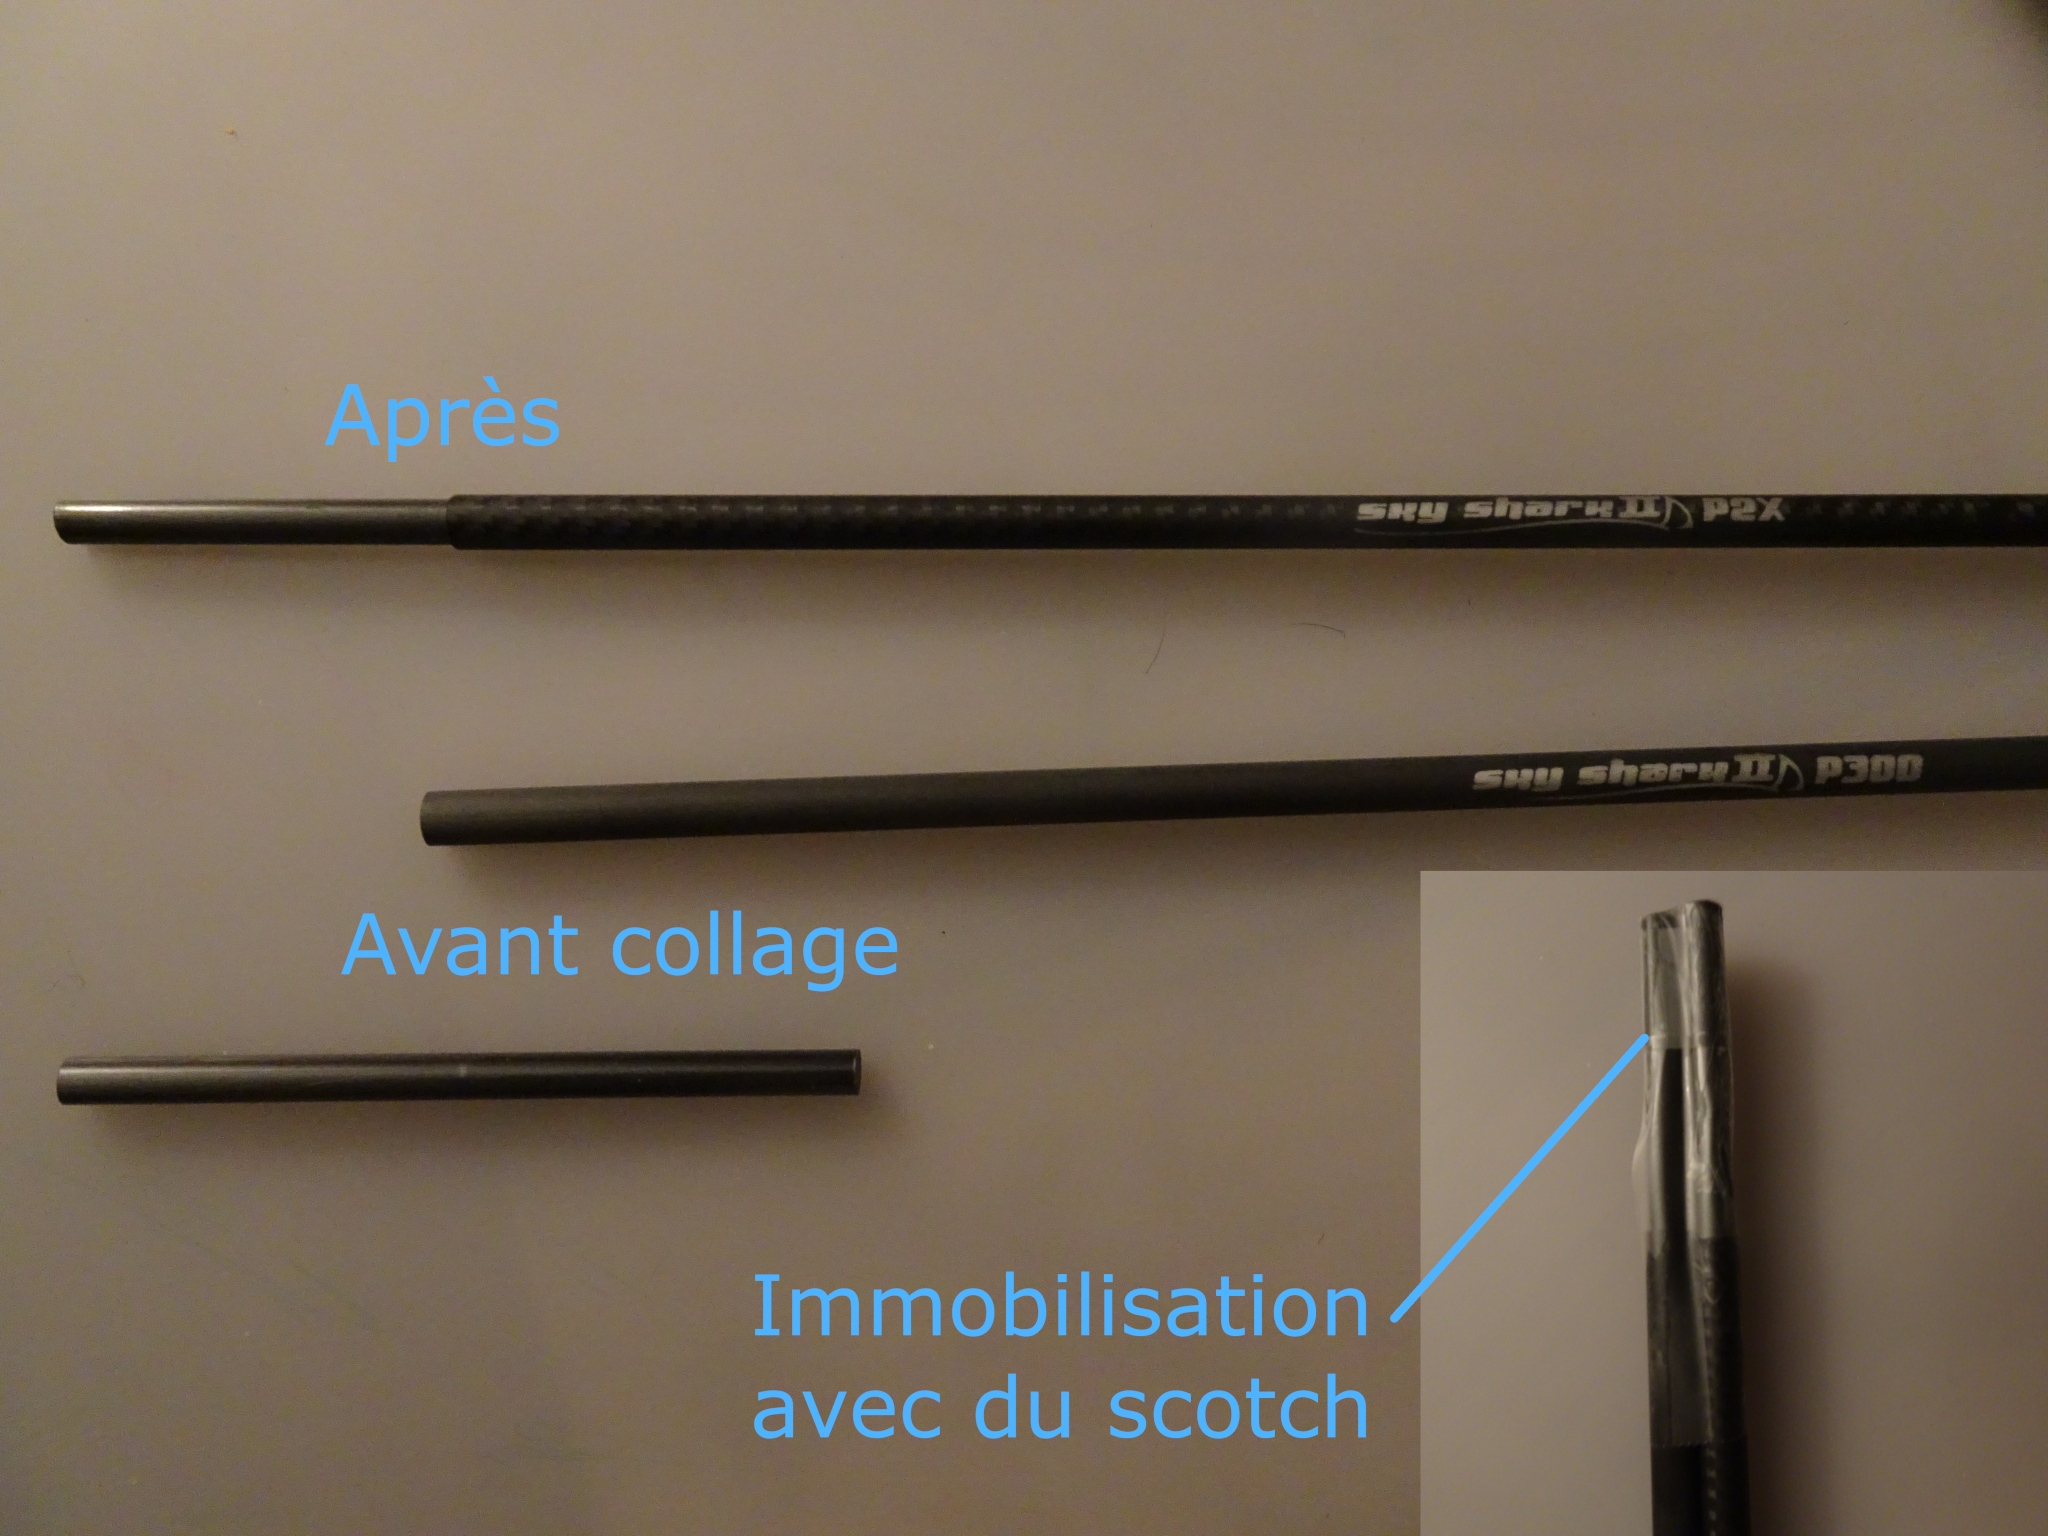 Après
sky shark II P2X
sky shark II P300
Avant collage
Immobilisation
avec du scotch